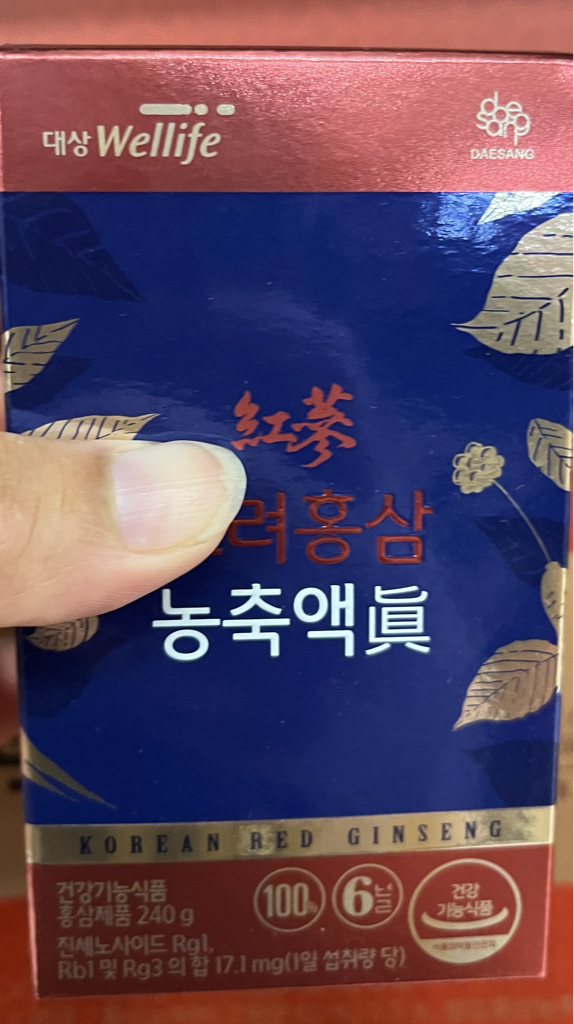 대상 Wellife
daesang
DAESANG
紅蔘
려홍삼
농축액眞
KOREAN RED GINSENG
건강기능식품
홍삼제품 240 g
100%
6년
건강
기능식품
진세노사이드 Rg1,
Rb1 및 Rg3 의 합 17.1 mg(1일 섭취량 당)